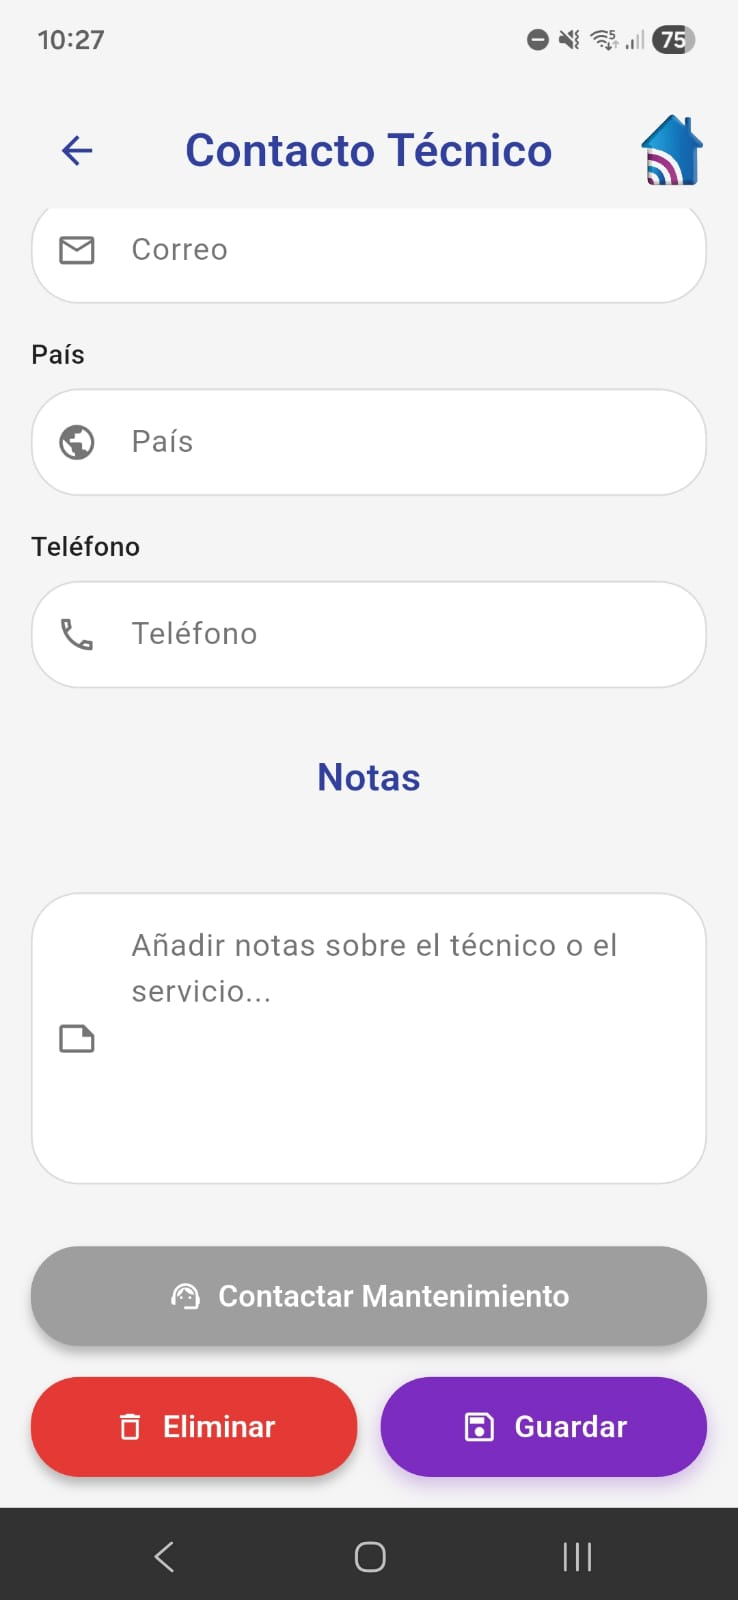 10:27
5
75
Contacto Técnico
Correo
País
País
Teléfono
Teléfono
Notas
Añadir notas sobre el técnico o el
servicio...
Contactar Mantenimiento
Eliminar
Guardar